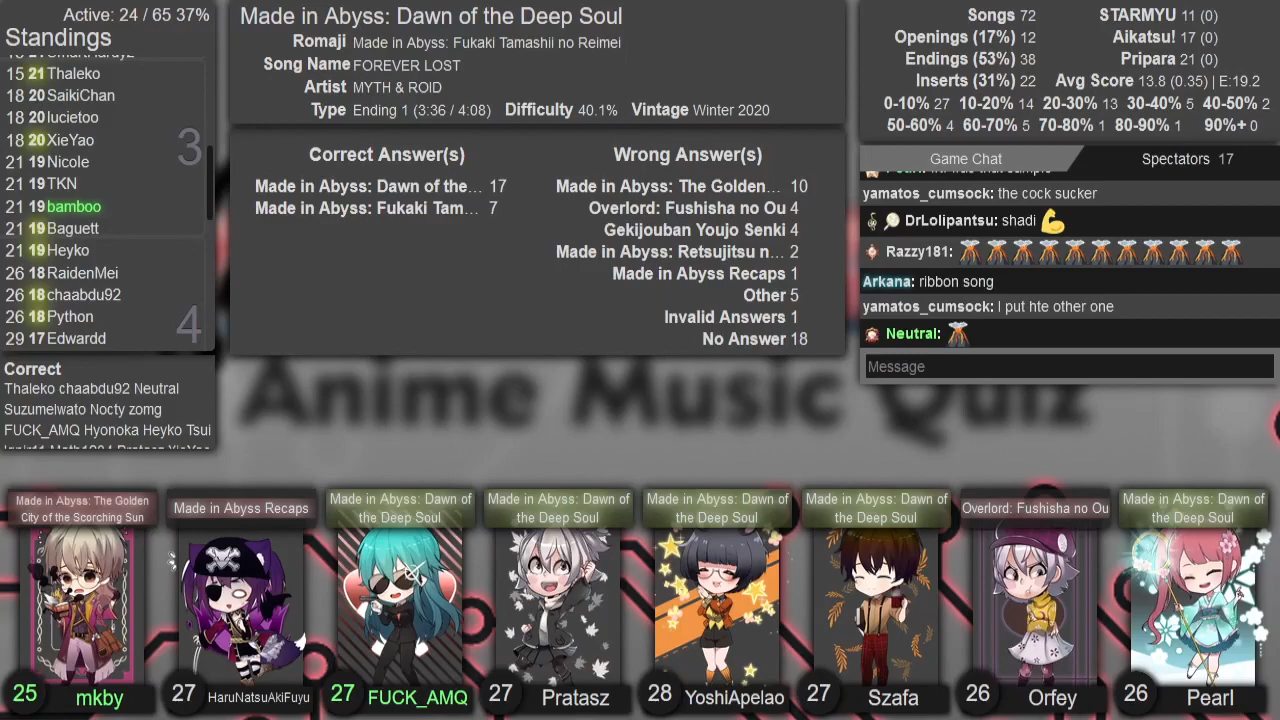 Active: 24 / 65 37%
Standings
15 21 Thaleko
18 20 SaikiChan
18 20 lucietoo
18 20 XieYao
21 19 Nicole
21 19 TKN
21 19 bamboo
21 19 Baguett
21 19 Heyko
26 18 RaidenMei
26 18 chaabdu92
26 18 Python
29 17 Edwardd
3
4
Correct
Thaleko chaabdu92 Neutral
SuzumeIwato Nocty zomg
FUCK_AMQ Hyonoka Heyko Tsui
Made in Abyss: Dawn of the Deep Soul
Romaji Made in Abyss: Fukaki Tamashii no Reimei
Song Name FOREVER LOST
Artist MYTH & ROID
Type Ending 1 (3:36 / 4:08) Difficulty 40.1% Vintage Winter 2020
Correct Answer(s)
Made in Abyss: Dawn of the... 17
Made in Abyss: Fukaki Tam... 7
Wrong Answer(s)
Made in Abyss: The Golden... 10
Overlord: Fushisha no Ou 4
Gekijouban Youjo Senki 4
Made in Abyss: Retsujitsu n... 2
Made in Abyss Recaps 1
Other 5
Invalid Answers 1
No Answer 18
Songs 72 STARMYU 11 (0)
Openings (17%) 12 Aikatsu! 17 (0)
Endings (53%) 38 Pripara 21 (0)
Inserts (31%) 22 Avg Score 13.8 (0.35) | E:19.2
0-10% 27 10-20% 14 20-30% 13 30-40% 5 40-50% 2
50-60% 4 60-70% 5 70-80% 1 80-90% 1 90%+ 0
Game Chat Spectators 17
yamatos_cumsock: the cock sucker
DrLolipantsu: shadi
Razzy181:
Arkana: ribbon song
yamatos_cumsock: I put hte other one
Neutral:
Message
Anime Music Quiz
Made in Abyss: The Golden
City of the Scorching Sun
25 mkby
Made in Abyss Recaps
27 HaruNatsuAkiFuyu
Made in Abyss: Dawn of
the Deep Soul
27 FUCK_AMQ
Made in Abyss: Dawn of
the Deep Soul
27 Pratasz
Made in Abyss: Dawn of
the Deep Soul
28 YoshiApelao
Made in Abyss: Dawn of
the Deep Soul
27 Szafa
Overlord: Fushisha no Ou
26 Orfey
Made in Abyss: Dawn of
the Deep Soul
26 Pearl